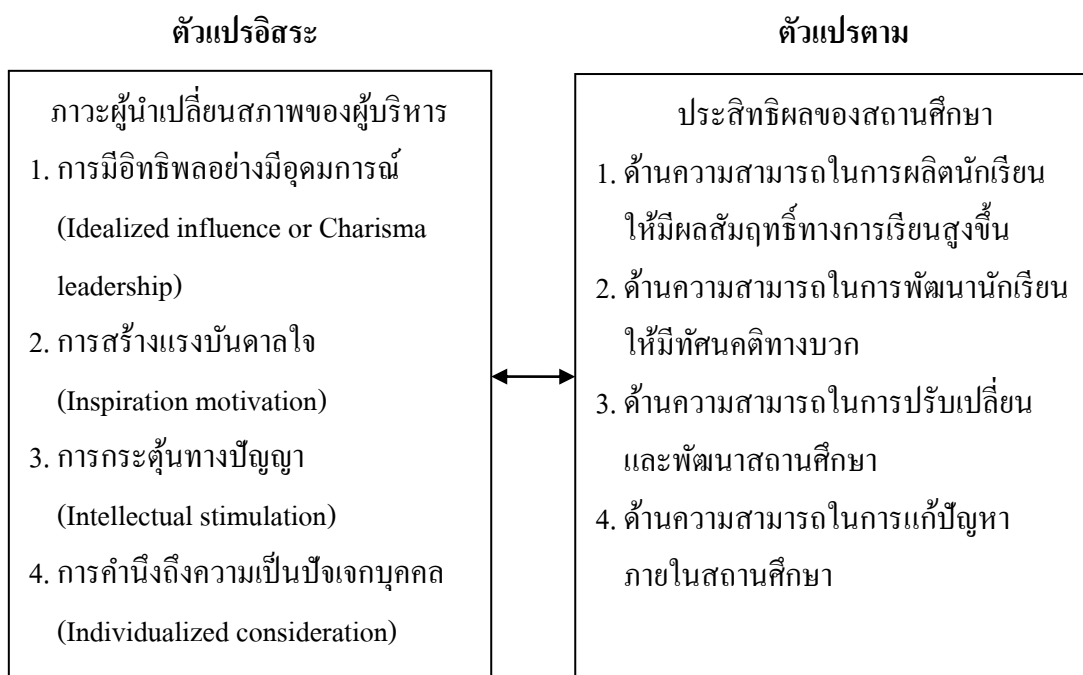 ตัวแปรอิสระ
ภาวะผู้นำเปลี่ยนสภาพของผู้บริหาร
1. การมีอิทธิพลอย่างมีอุดมการณ์
(Idealized influence or Charisma
leadership)
2. การสร้างแรงบันดาลใจ
(Inspiration motivation)
3. การกระตุ้นทางปัญญา
(Intellectual stimulation)
4. การคำนึงถึงความเป็นปัจเจกบุคคล
(Individualized consideration)
ตัวแปรตาม
ประสิทธิผลของสถานศึกษา
1. ด้านความสามารถในการผลิตนักเรียน
ให้มีผลสัมฤทธิ์ทางการเรียนสูงขึ้น
2. ด้านความสามารถในการพัฒนานักเรียน
ให้มีทัศนคติทางบวก
3. ด้านความสามารถในการปรับเปลี่ยน
และพัฒนาสถานศึกษา
4. ด้านความสามารถในการแก้ปัญหา
ภายในสถานศึกษา